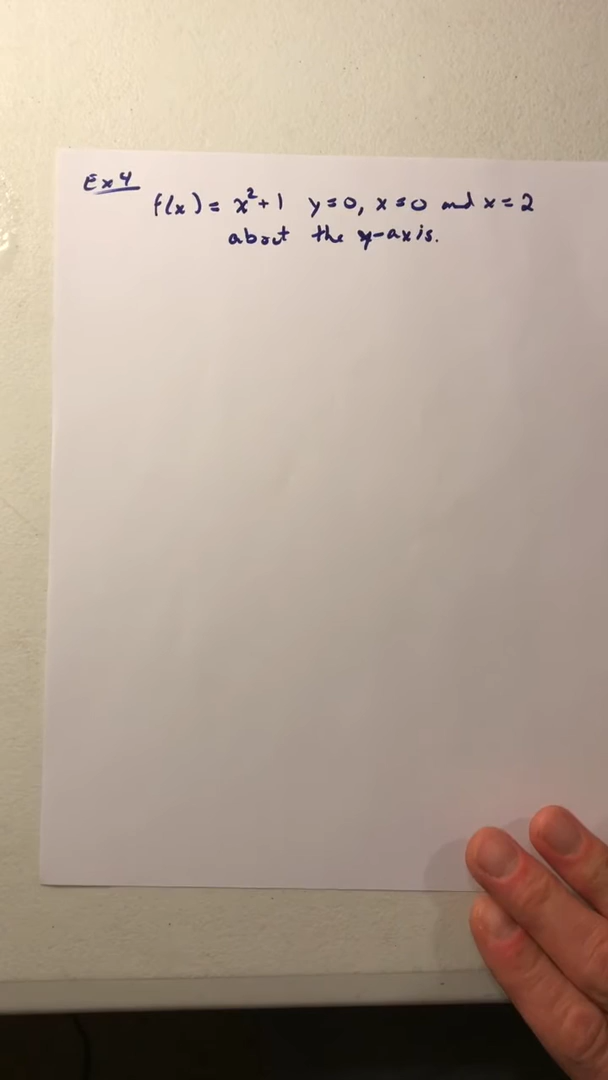 Ex 4
f(x) = x²+1 y=0, x=0 and x=2
about the y-axis.